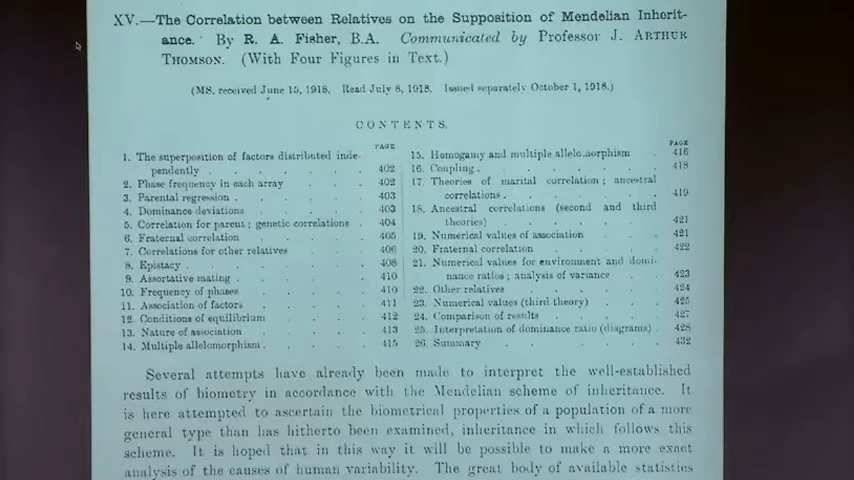 XV.—The Correlation between Relatives on the Supposition of Mendelian Inherit-
ance. By R. A. Fisher, B.A. Communicated by Professor J. ARTHUR
THOMSON. (With Four Figures in Text.)
(MS. received June 15, 1918. Read July 8, 1918. Issued separately October 1, 1918.)
CONTENTS.
PAGE
1. The superposition of factors distributed inde-
pendently . . . . . 402
2. Phase frequency in each array . . . 402
3. Parental regression . . . . . 403
4. Dominance deviations . . . . 403
5. Correlation for parent; genetic correlations . 404
6. Fraternal correlation . . . . 405
7. Correlations for other relatives . . . 406
8. Epistacy . . . . . . 408
9. Assortative mating . . . . . 410
10. Frequency of phases . . . . 410
11. Association of factors . . . . 411
12. Conditions of equilibrium . . . . 412
13. Nature of association . . . . 413
14. Multiple allelomorphism . . . . 415
PAGE
15. Homogamy and multiple allelomorphism . 416
16. Coupling . . . . . . 418
17. Theories of marital correlation; ancestral
correlations . . . . . 419
18. Ancestral correlations (second and third
theories) . . . . . 421
19. Numerical values of association . . . 421
20. Fraternal correlation . . . . 422
21. Numerical values for environment and domi-
nance ratios; analysis of variance . . 423
22. Other relatives . . . . . 424
23. Numerical values (third theory) . . . 425
24. Comparison of results . . . . 427
25. Interpretation of dominance ratio (diagrams) . 428
26. Summary . . . . . . 432
Several attempts have already been made to interpret the well-established
results of biometry in accordance with the Mendelian scheme of inheritance. It
is here attempted to ascertain the biometrical properties of a population of a more
general type than has hitherto been examined, inheritance in which follows this
scheme. It is hoped that in this way it will be possible to make a more exact
analysis of the causes of human variability. The great body of available statistics